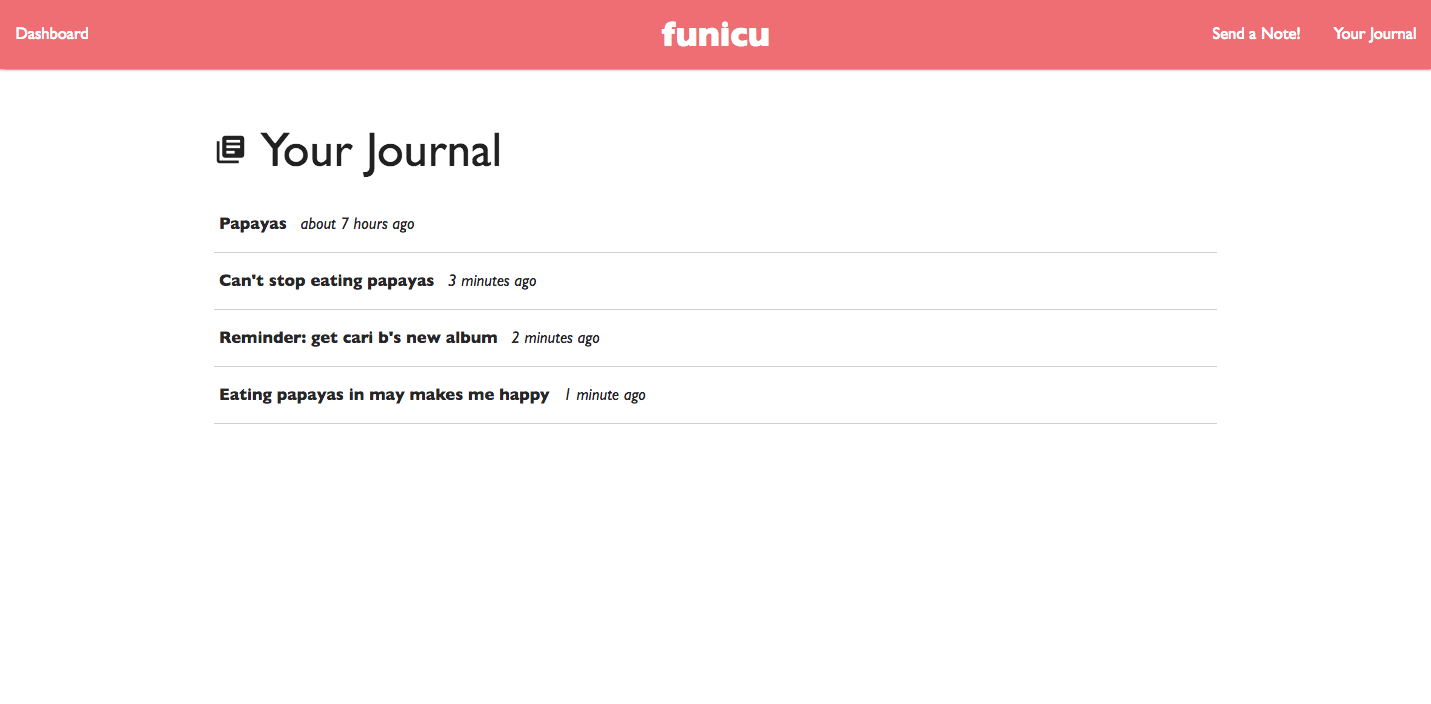 Dashboard funicu Send a Note! Your Journal
Your Journal
Papayas about 7 hours ago
Can't stop eating papayas 3 minutes ago
Reminder: get cari b's new album 2 minutes ago
Eating papayas in may makes me happy 1 minute ago